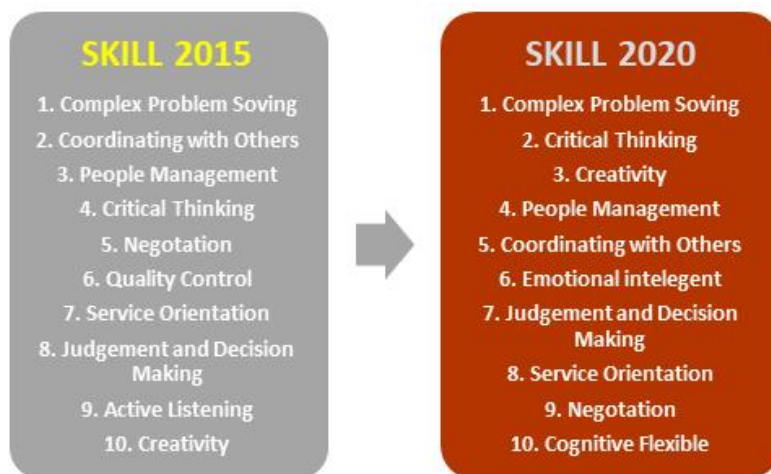 SKILL 2015
1. Complex Problem Soving
2. Coordinating with Others
3. People Management
4. Critical Thinking
5. Negotation
6. Quality Control
7. Service Orientation
8. Judgement and Decision
Making
9. Active Listening
10. Creativity
SKILL 2020
1. Complex Problem Soving
2. Critical Thinking
3. Creativity
4. People Management
5. Coordinating with Others
6. Emotional intelegent
7. Judgement and Decision
Making
8. Service Orientation
9. Negotation
10. Cognitive Flexible